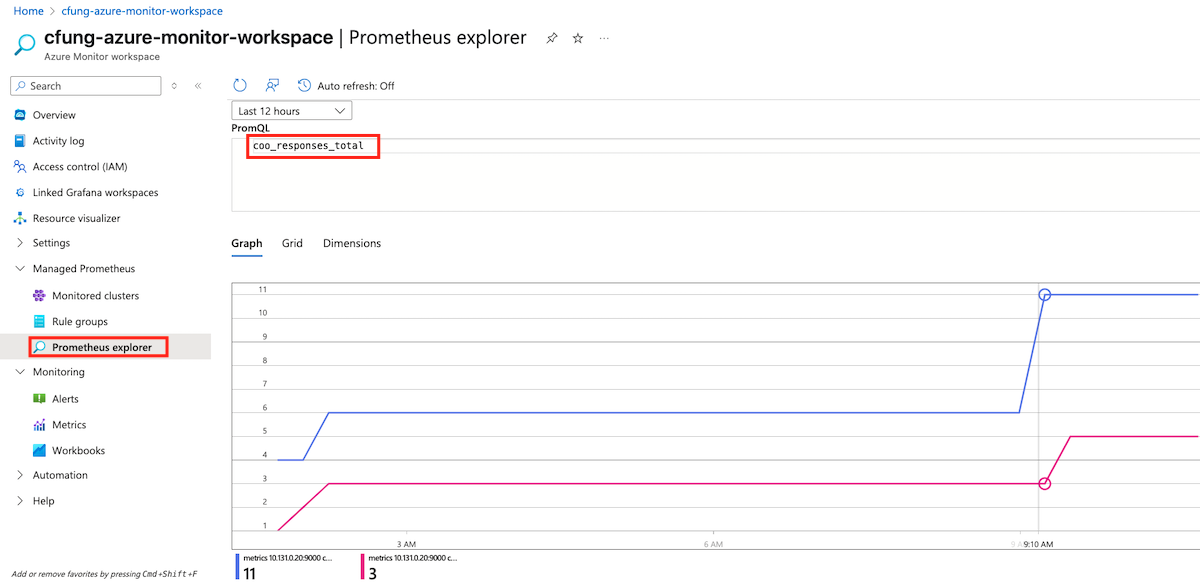 Home > cfung-azure-monitor-workspace
cfung-azure-monitor-workspace | Prometheus explorer
Azure Monitor workspace
Search
Auto refresh: Off
Overview
Activity log
Access control (IAM)
Linked Grafana workspaces
Resource visualizer
Settings
Managed Prometheus
Monitored clusters
Rule groups
Prometheus explorer
Monitoring
Alerts
Metrics
Workbooks
Automation
Help
Add or remove favorites by pressing Cmd+Shift+F
Last 12 hours
PromQL
coo_responses_total
Graph Grid Dimensions
11
10
9
8
7
6
5
4
3
2
1
3 AM 6 AM 9:10 AM
metrics 10.131.0.20:9000 c... metrics 10.131.0.20:9000 c...
11 3